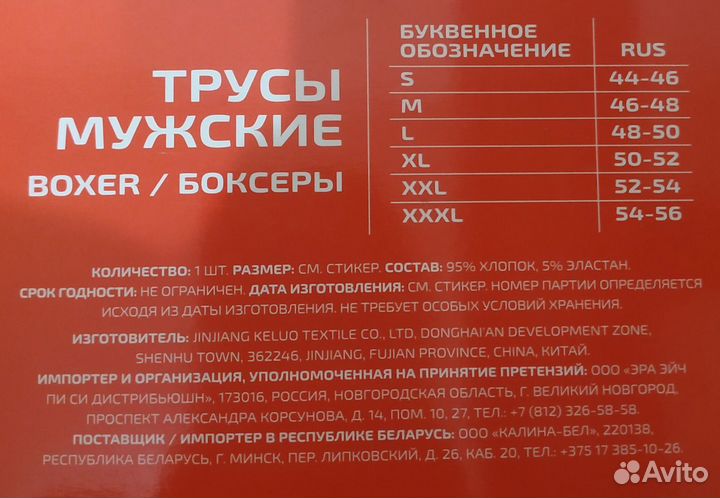 ТРУСЫ
МУЖСКИЕ
BOXER / БОКСЕРЫ
БУКВЕННОЕ
ОБОЗНАЧЕНИЕ RUS
S 44-46
M 46-48
L 48-50
XL 50-52
XXL 52-54
XXXL 54-56
КОЛИЧЕСТВО: 1 ШТ. РАЗМЕР: СМ. СТИКЕР. СОСТАВ: 95% ХЛОПОК, 5% ЭЛАСТАН.
СРОК ГОДНОСТИ: НЕ ОГРАНИЧЕН. ДАТА ИЗГОТОВЛЕНИЯ: СМ. СТИКЕР. НОМЕР ПАРТИИ ОПРЕДЕЛЯЕТСЯ
ИСХОДЯ ИЗ ДАТЫ ИЗГОТОВЛЕНИЯ. НЕ ТРЕБУЕТ ОСОБЫХ УСЛОВИЙ ХРАНЕНИЯ.
ИЗГОТОВИТЕЛЬ: JINJIANG KELUO TEXTILE CO., LTD, DONGHAI'AN DEVELOPMENT ZONE,
SHENHU TOWN, 362246, JINJIANG, FUJIAN PROVINCE, CHINA, КИТАЙ.
ИМПОРТЕР И ОРГАНИЗАЦИЯ, УПОЛНОМОЧЕННАЯ НА ПРИНЯТИЕ ПРЕТЕНЗИЙ: ООО «ЭРА ЭЙЧ
ПИ СИ ДИСТРИБЬЮШН», 173016, РОССИЯ, НОВГОРОДСКАЯ ОБЛАСТЬ, Г. ВЕЛИКИЙ НОВГОРОД,
ПРОСПЕКТ АЛЕКСАНДРА КОРСУНОВА, Д. 14, ПОМ. 10, 27, ТЕЛ.: +7 (812) 326-58-58.
ПОСТАВЩИК / ИМПОРТЕР В РЕСПУБЛИКЕ БЕЛАРУСЬ: ООО «КАЛИНА-БЕЛ», 220138,
РЕСПУБЛИКА БЕЛАРУСЬ, Г. МИНСК, ПЕР. ЛИПКОВСКИЙ, Д. 26, КАБ. 20, ТЕЛ.: +375 17 385-10-26.
Avito